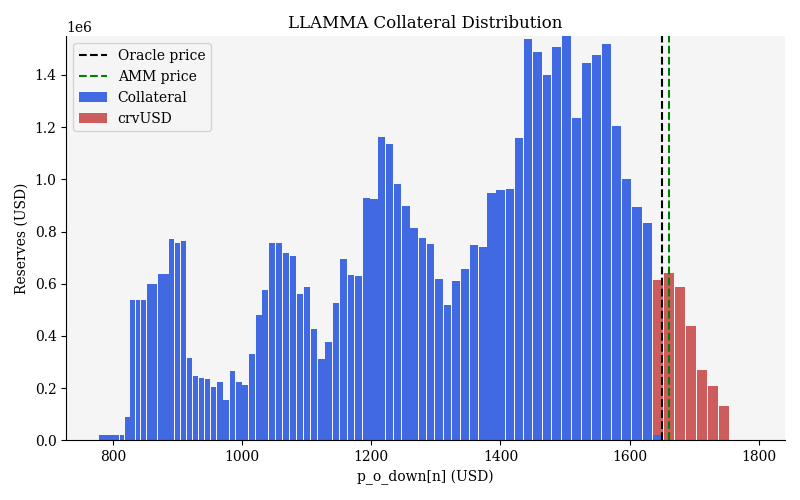 LLAMMA Collateral Distribution
1e6
Oracle price
AMM price
Collateral
crvUSD
Reserves (USD)
1.4
1.2
1.0
0.8
0.6
0.4
0.2
0.0
800 1000 1200 1400 1600 1800
p_o_down[n] (USD)